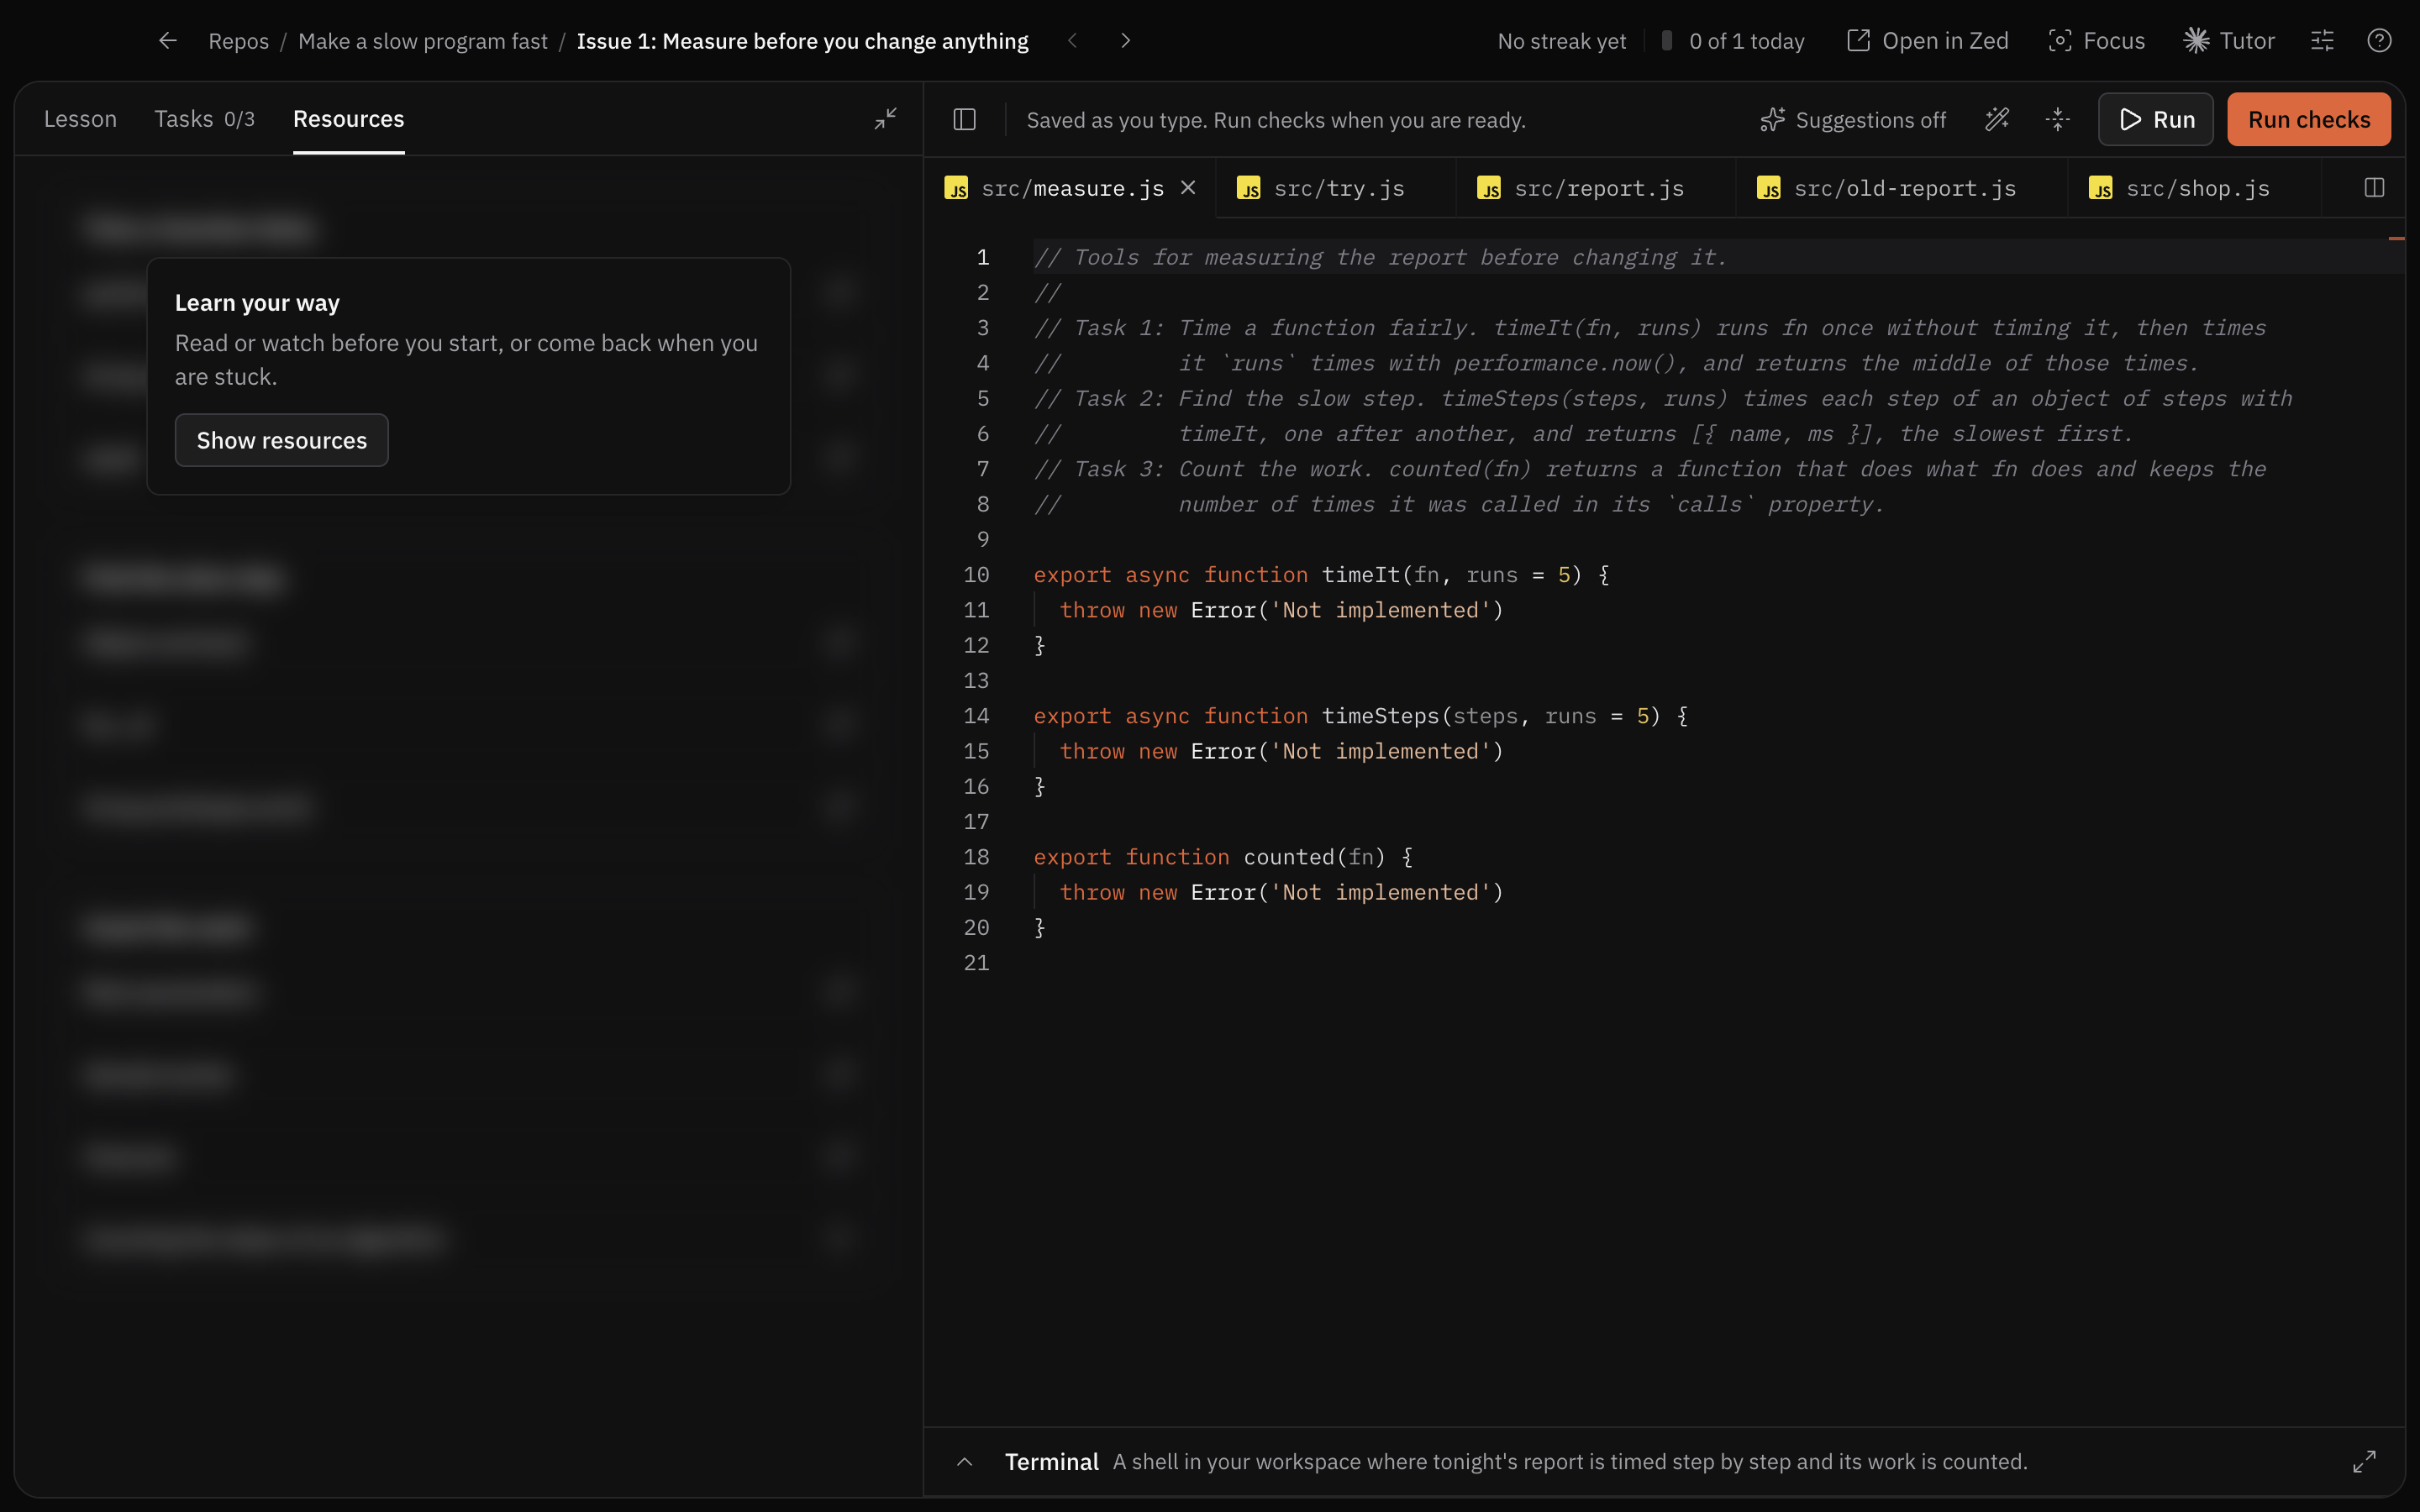 Repos / Make a slow program fast / Issue 1: Measure before you change anything
No streak yet
0 of 1 today
Open in Zed
Focus
Tutor
Lesson
Tasks 0/3
Resources
Learn your way
Read or watch before you start, or come back when you
are stuck.
Show resources
Saved as you type. Run checks when you are ready.
Suggestions off
Run
Run checks
JS src/measure.js
JS src/try.js
JS src/report.js
JS src/old-report.js
JS src/shop.js
1 // Tools for measuring the report before changing it.
2 //
3 // Task 1: Time a function fairly. timeIt(fn, runs) runs fn once without timing it, then times
4 //         it `runs` times with performance.now(), and returns the middle of those times.
5 // Task 2: Find the slow step. timeSteps(steps, runs) times each step of an object of steps with
6 //         timeIt, one after another, and returns [{ name, ms }], the slowest first.
7 // Task 3: Count the work. counted(fn) returns a function that does what fn does and keeps the
8 //         number of times it was called in its `calls` property.
9
10 export async function timeIt(fn, runs = 5) {
11   throw new Error('Not implemented')
12 }
13
14 export async function timeSteps(steps, runs = 5) {
15   throw new Error('Not implemented')
16 }
17
18 export function counted(fn) {
19   throw new Error('Not implemented')
20 }
21
Terminal A shell in your workspace where tonight's report is timed step by step and its work is counted.